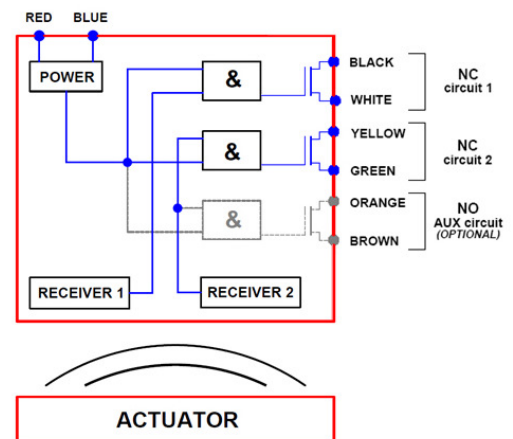 RED BLUE
POWER
&
BLACK
WHITE
NC
circuit 1
&
YELLOW
GREEN
NC
circuit 2
&
ORANGE
BROWN
NO
AUX circuit
(OPTIONAL)
RECEIVER 1
RECEIVER 2
ACTUATOR